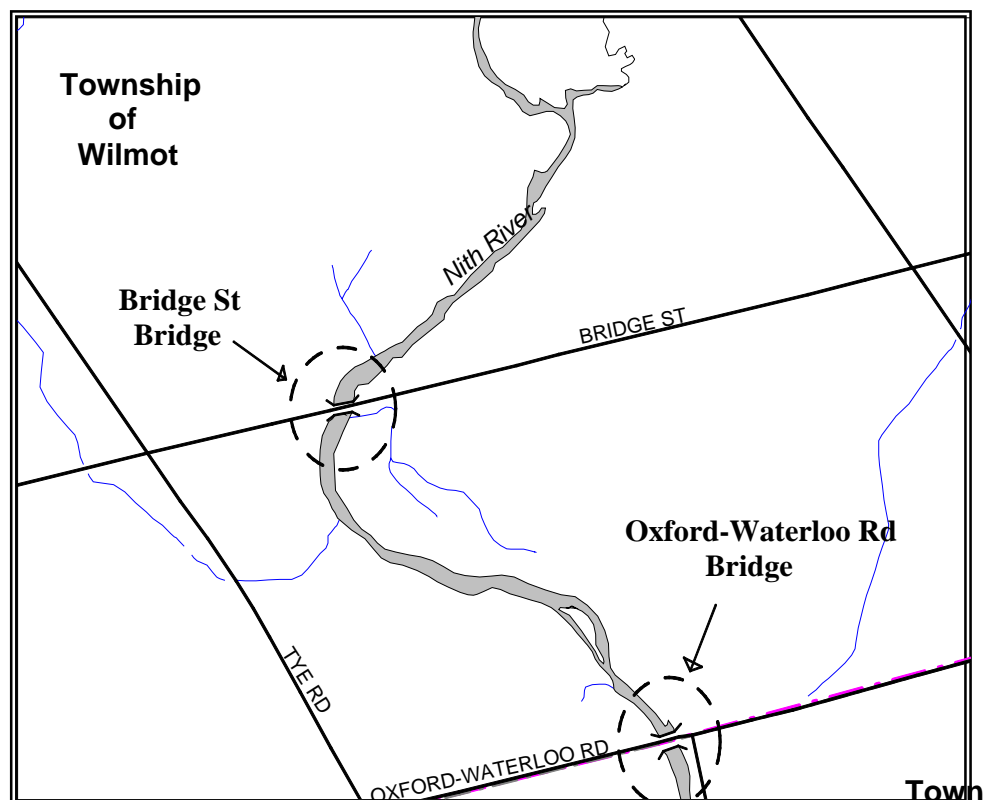 Township
of
Wilmot
Nith River
Bridge St
Bridge
BRIDGE ST
Oxford-Waterloo Rd
Bridge
TYE RD
OXFORD-WATERLOO RD
Town